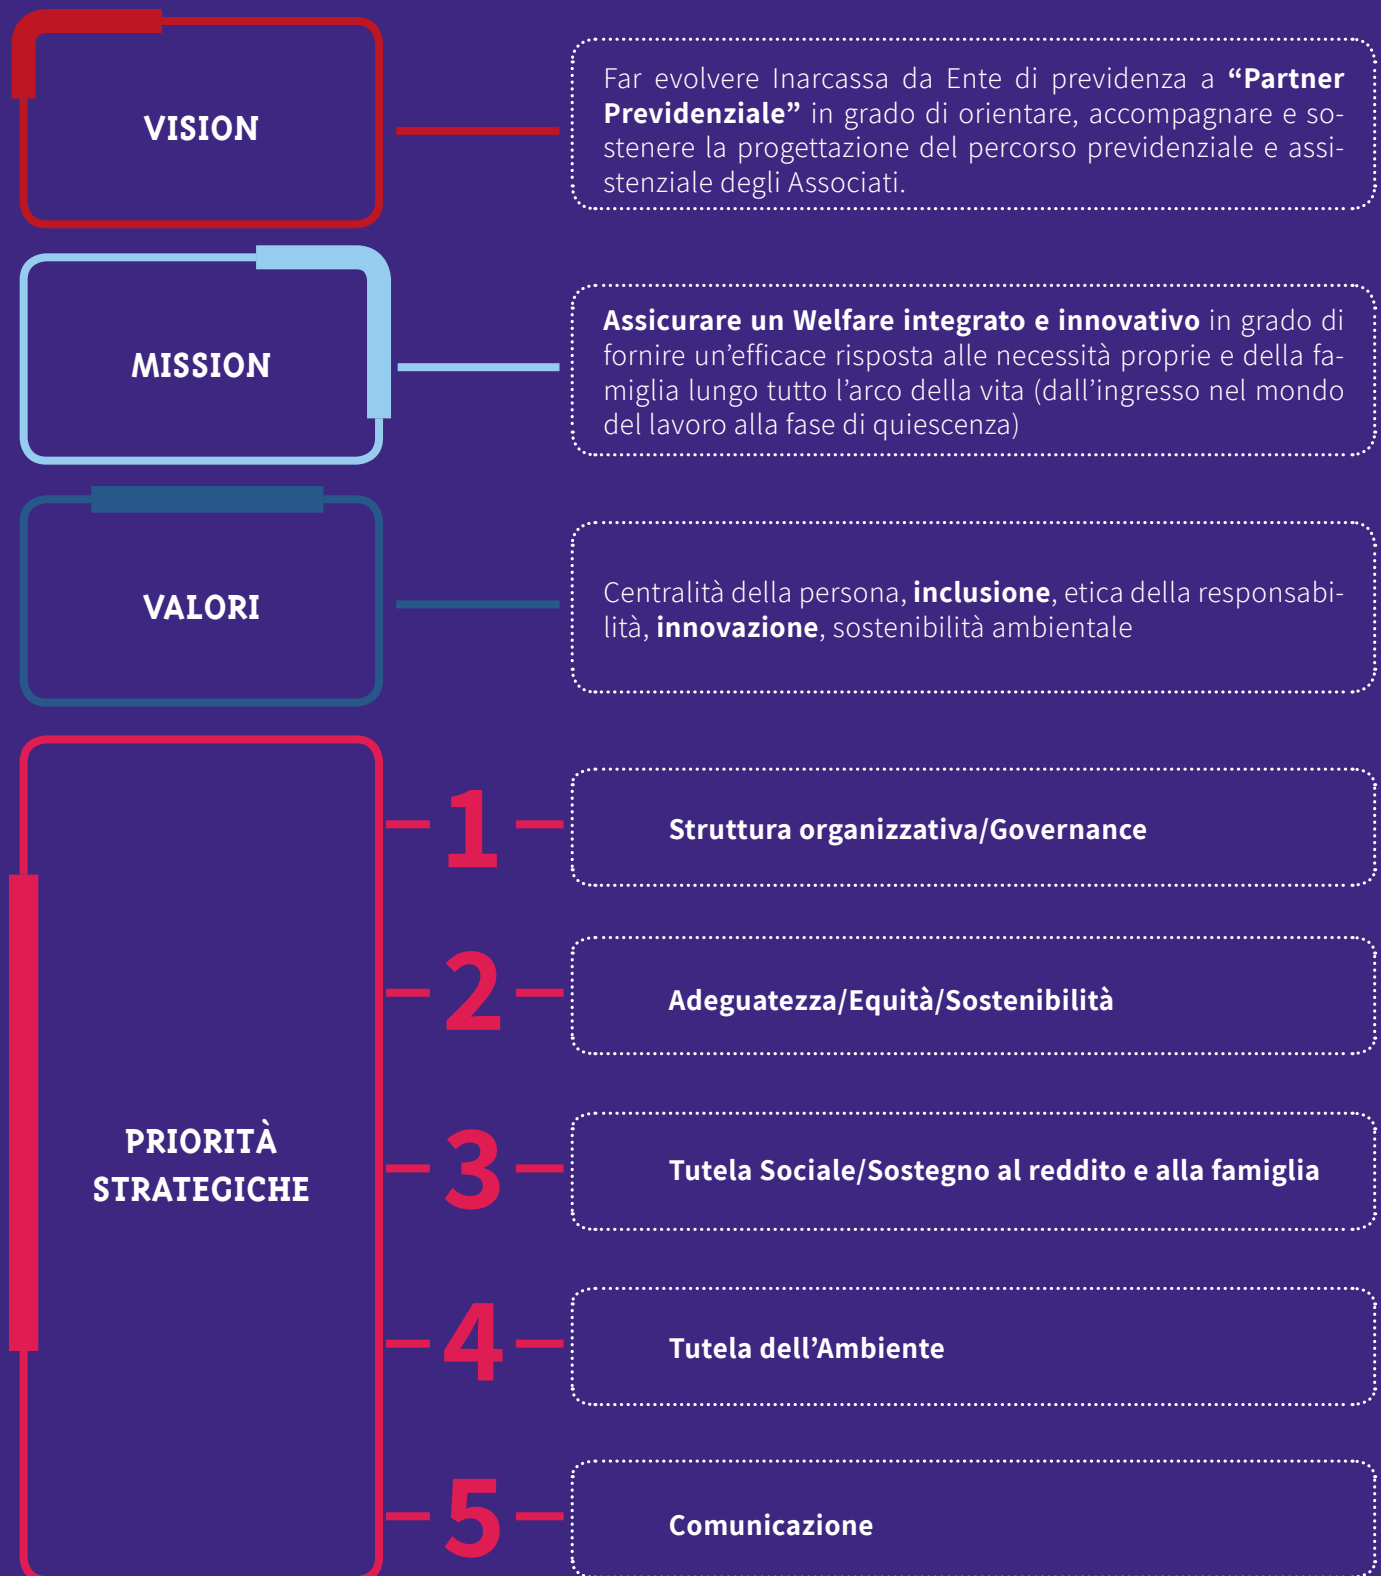 VISION
Far evolvere Inarcassa da Ente di previdenza a “Partner
Previdenziale” in grado di orientare, accompagnare e so-
stenere la progettazione del percorso previdenziale e assi-
stenziale degli Associati.
MISSION
Assicurare un Welfare integrato e innovativo in grado di
fornire un’efficace risposta alle necessità proprie e della fa-
miglia lungo tutto l’arco della vita (dall’ingresso nel mondo
del lavoro alla fase di quiescenza)
VALORI
Centralità della persona, inclusione, etica della responsabi-
lità, innovazione, sostenibilità ambientale
PRIORITÀ
STRATEGICHE
1
Struttura organizzativa/Governance
2
Adeguatezza/Equità/Sostenibilità
3
Tutela Sociale/Sostegno al reddito e alla famiglia
4
Tutela dell’Ambiente
5
Comunicazione